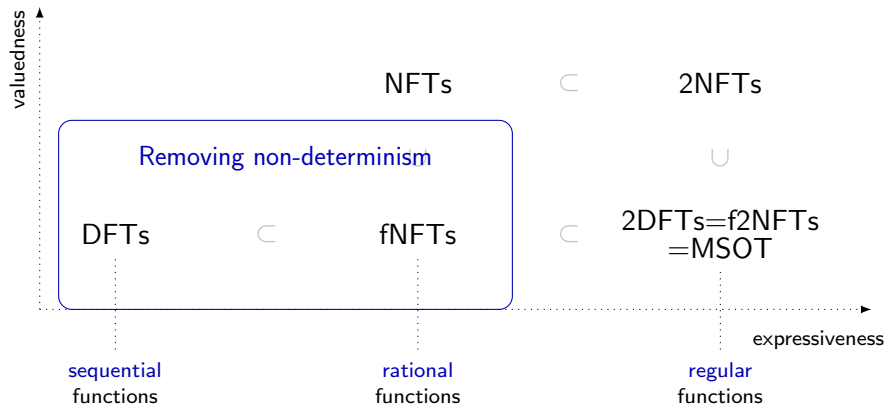 valuedness
NFTs ⊂ 2NFTs
Removing non-determinism
∪ ∪
DFTs ⊂ fNFTs ⊂ 2DFTs=f2NFTs
=MSOT
expressiveness
sequential functions
rational functions
regular functions